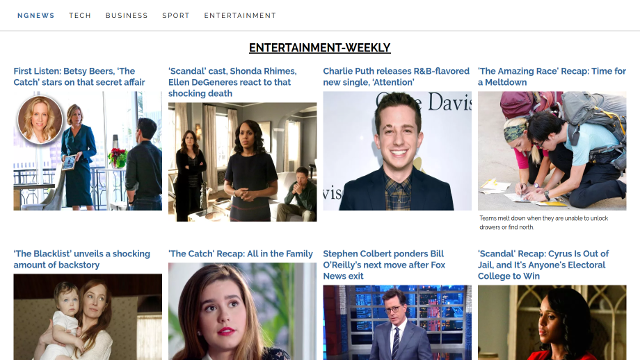 NGNEWS TECH BUSINESS SPORT ENTERTAINMENT
ENTERTAINMENT-WEEKLY
First Listen: Betsy Beers, 'The
Catch' stars on that secret affair
'Scandal' cast, Shonda Rhimes,
Ellen DeGeneres react to that
shocking death
Charlie Puth releases R&B-flavored
new single, 'Attention'
'The Amazing Race' Recap: Time for
a Meltdown
Davis
vis
Teams melt down when they are unable to unlock
drawers or find north.
'The Blacklist' unveils a shocking
amount of backstory
'The Catch' Recap: All in the Family
Stephen Colbert ponders Bill
O'Reilly's next move after Fox
News exit
'Scandal' Recap: Cyrus Is Out of
Jail, and It's Anyone's Electoral
College to Win